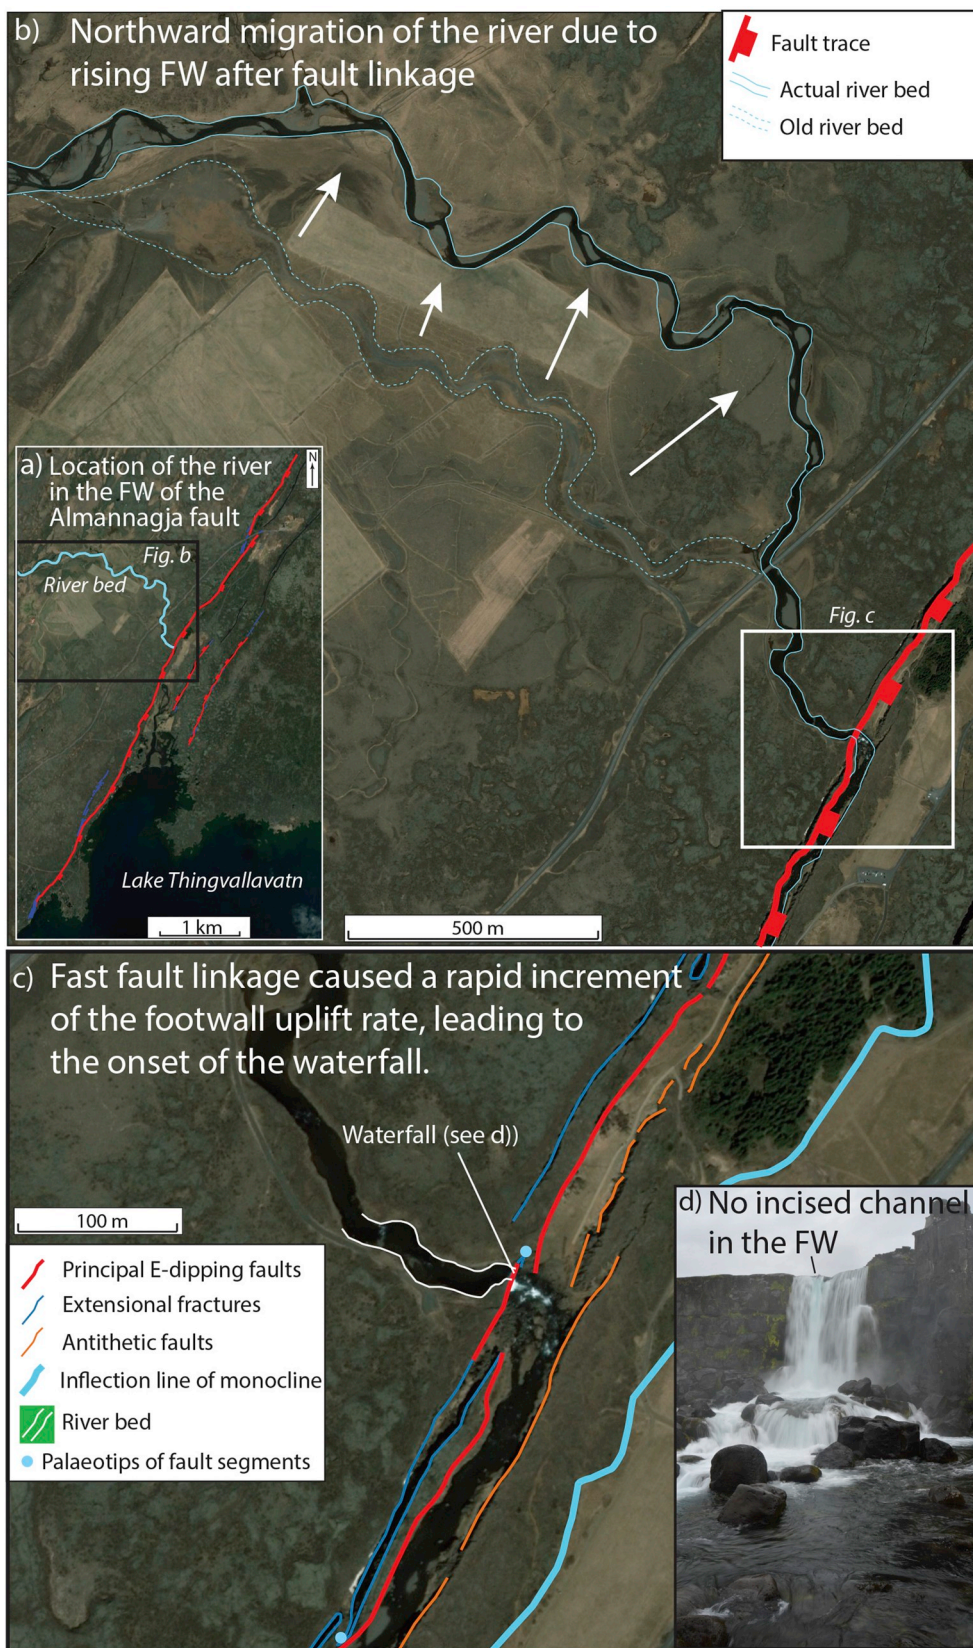 b) Northward migration of the river due to
rising FW after fault linkage
Fault trace
Actual river bed
Old river bed
a) Location of the river
in the FW of the
Almannagja fault
N
Fig. b
River bed
Lake Thingvallavatn
1 km
500 m
Fig. c
c) Fast fault linkage caused a rapid increment
of the footwall uplift rate, leading to
the onset of the waterfall.
Waterfall (see d))
100 m
Principal E-dipping faults
Extensional fractures
Antithetic faults
Inflection line of monocline
River bed
Palaeotips of fault segments
d) No incised channel
in the FW